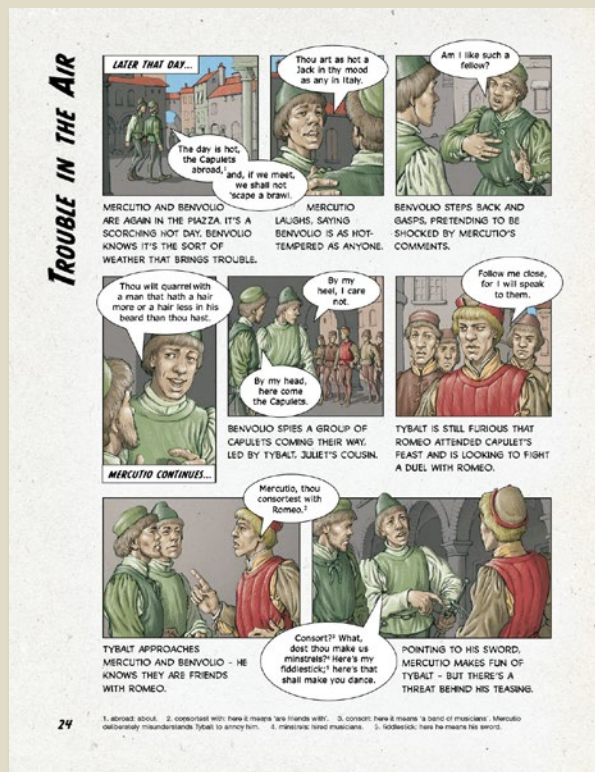 TROUBLE IN THE AIR
LATER THAT DAY...
The day is hot,
the Capulets
abroad,1
and, if we meet,
we shall not
'scape a brawl.
MERCUTIO AND BENVOLIO
ARE AGAIN IN THE PIAZZA. IT'S A
SCORCHING HOT DAY. BENVOLIO
KNOWS IT'S THE SORT OF
WEATHER THAT BRINGS TROUBLE.
Thou art as hot a
Jack in thy mood
as any in Italy.
MERCUTIO
LAUGHS, SAYING
BENVOLIO IS AS HOT-
TEMPERED AS ANYONE.
Am I like such a
fellow?
BENVOLIO STEPS BACK AND
GASPS, PRETENDING TO BE
SHOCKED BY MERCUTIO'S
COMMENTS.
Thou wilt quarrel with
a man that hath a hair
more or a hair less in his
beard than thou hast.
MERCUTIO CONTINUES...
By my head,
here come
the Capulets.
By my
heel, I care
not.
BENVOLIO SPIES A GROUP OF
CAPULETS COMING THEIR WAY,
LED BY TYBALT, JULIET'S COUSIN.
Follow me close,
for I will speak
to them.
TYBALT IS STILL FURIOUS THAT
ROMEO ATTENDED CAPULET'S
FEAST AND IS LOOKING TO FIGHT
A DUEL WITH ROMEO.
Mercutio, thou
consortest with
Romeo.2
TYBALT APPROACHES
MERCUTIO AND BENVOLIO - HE
KNOWS THEY ARE FRIENDS
WITH ROMEO.
Consort?3 What,
dost thou make us
minstrels?4 Here's my
fiddlestick;5 here's that
shall make you dance.
POINTING TO HIS SWORD,
MERCUTIO MAKES FUN OF
TYBALT - BUT THERE'S A
THREAT BEHIND HIS TEASING.
24
1. abroad: about. 2. consortest with: here it means 'are friends with'. 3. consort: here it means 'a band of musicians'. Mercutio
deliberately misunderstands Tybalt to annoy him. 4. minstrels: hired musicians. 5. fiddlestick: here he means his sword.